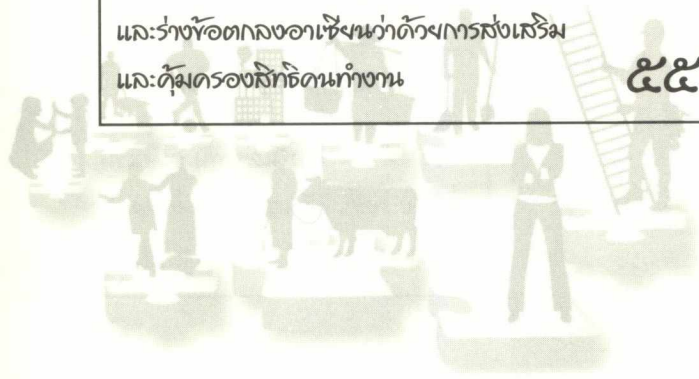 และร่างข้อตกลงอาเซียนว่าด้วยการส่งเสริม
และคุ้มครองสิทธิคนทำงาน ๕๕